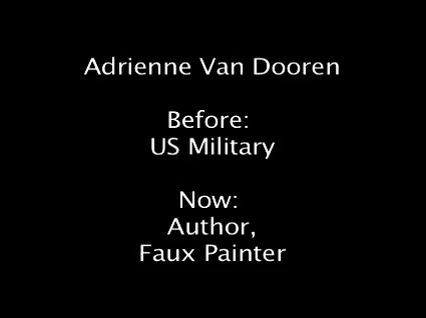 Adrienne Van Dooren
Before:
US Military
Now:
Author,
Faux Painter